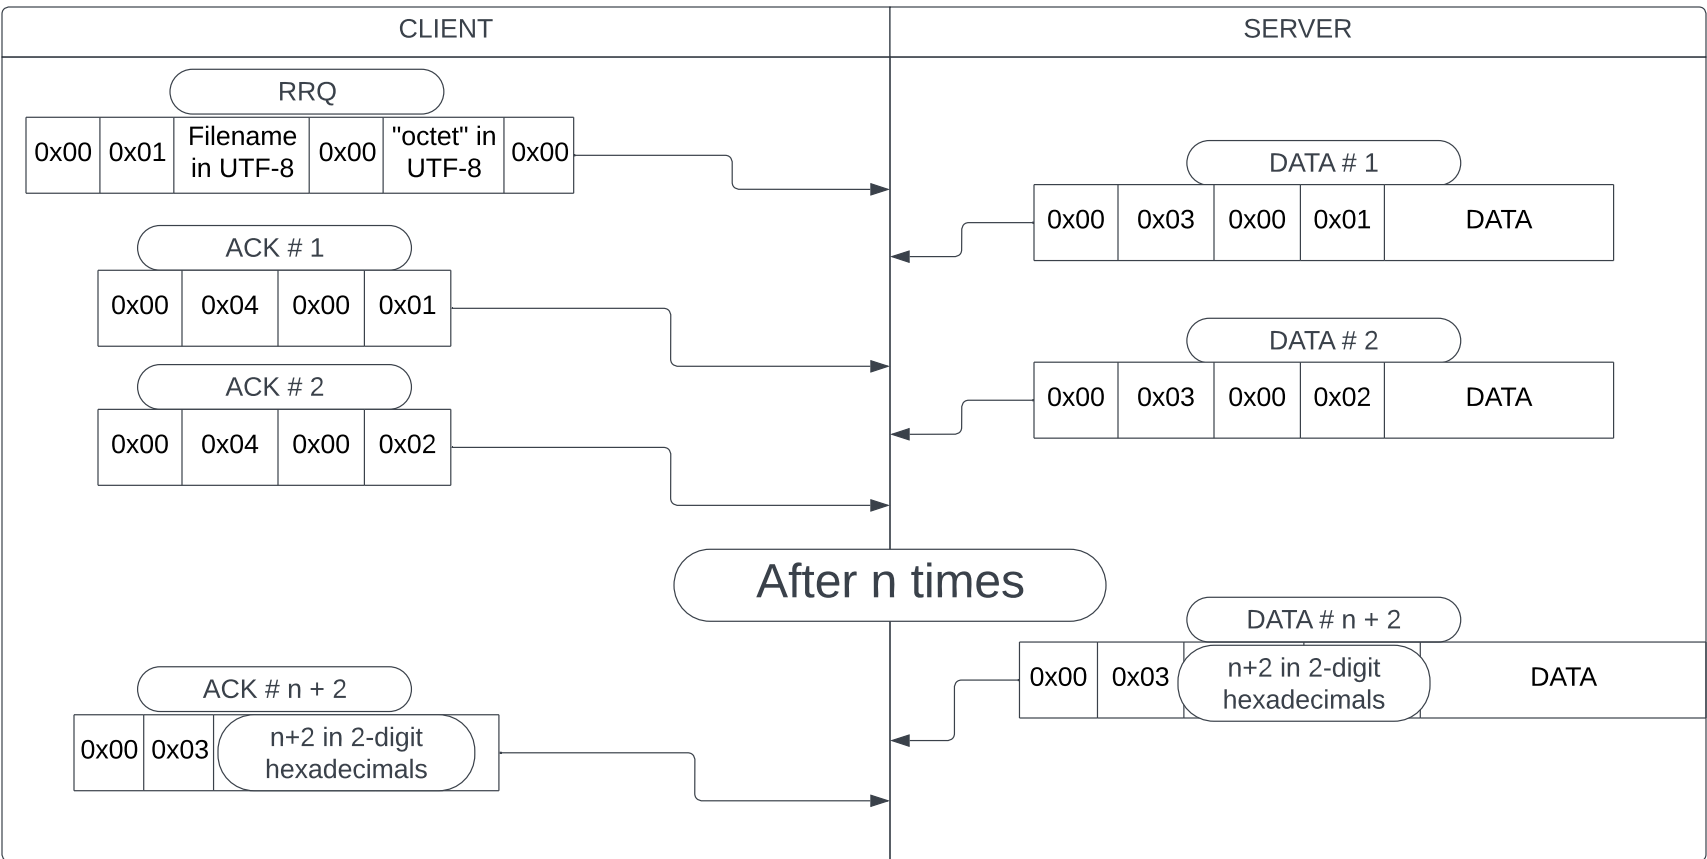 CLIENT
SERVER
RRQ
0x00 0x01 Filename in UTF-8 0x00 "octet" in UTF-8 0x00
DATA # 1
0x00 0x03 0x00 0x01 DATA
ACK # 1
0x00 0x04 0x00 0x01
DATA # 2
0x00 0x03 0x00 0x02 DATA
ACK # 2
0x00 0x04 0x00 0x02
After n times
DATA # n + 2
0x00 0x03 n+2 in 2-digit hexadecimals DATA
ACK # n + 2
0x00 0x03 n+2 in 2-digit hexadecimals